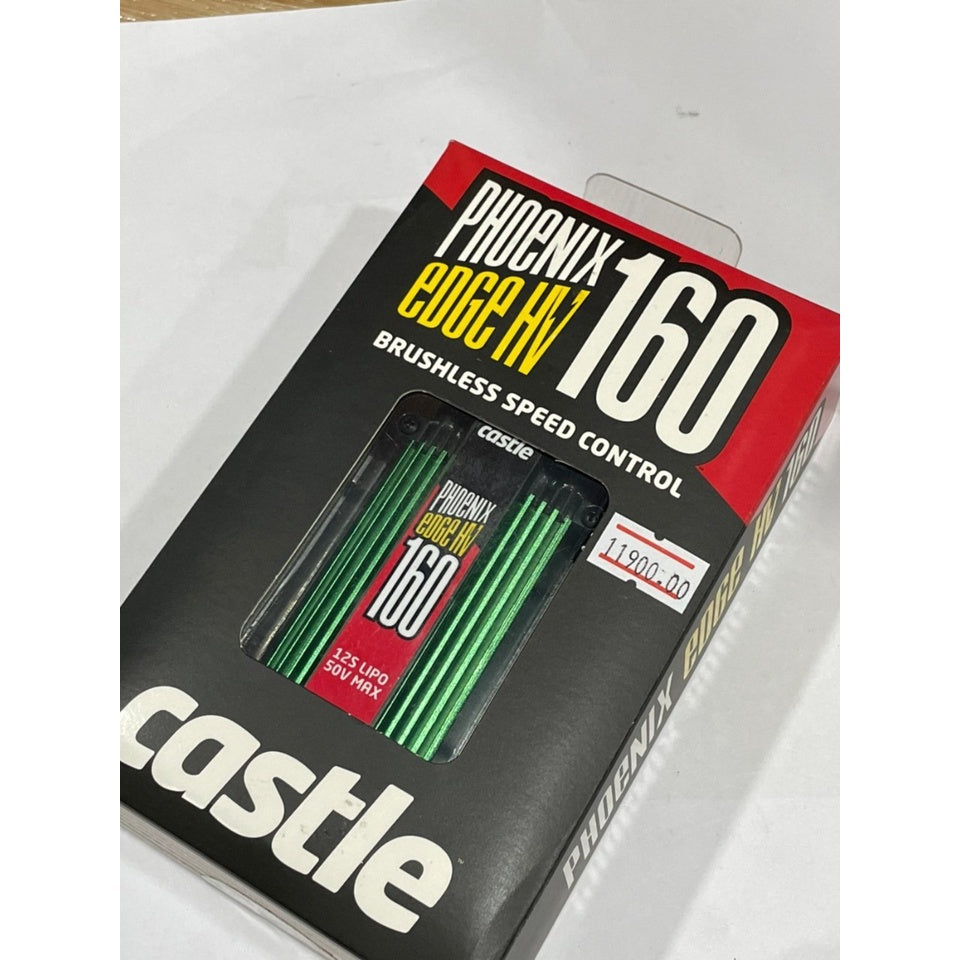 PHOENIX
EDGE HV
160
BRUSHLESS SPEED CONTROL
castle
PHOENIX
EDGE HV
160
12S LIPO
50V MAX
11900.00
castle
PHOENIX EDGE HV 160